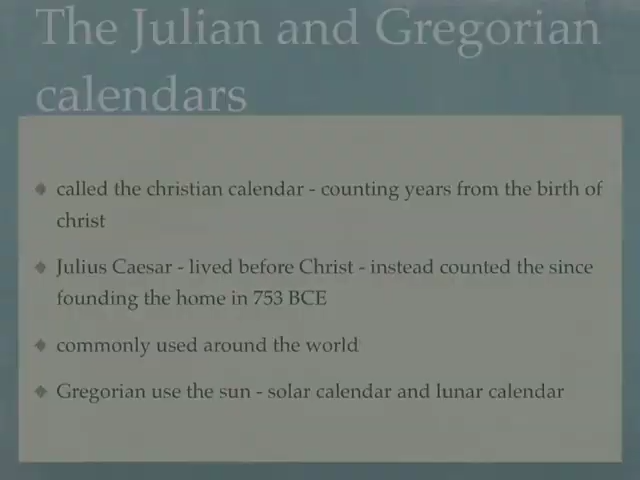 The Julian and Gregorian
calendars
called the christian calendar - counting years from the birth of
christ
Julius Caesar - lived before Christ - instead counted the since
founding the home in 753 BCE
commonly used around the world
Gregorian use the sun - solar calendar and lunar calendar